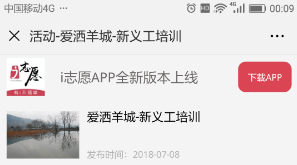 中国移动4G ··· HD 4G 00:09
× 活动-爱洒羊城-新义工培训 ···
志愿
i志愿APP全新版本上线
下载APP
爱洒羊城-新义工培训
发布时间：2018-07-08